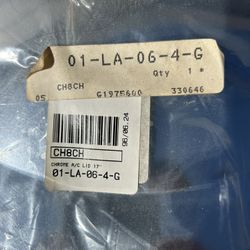 01-LA-06-4-G
Qty 1 *
CH8CH
05 G1975600 330646
CH8CH
CHROME A/C LID 17"
01-LA-06-4-G
96/06.24